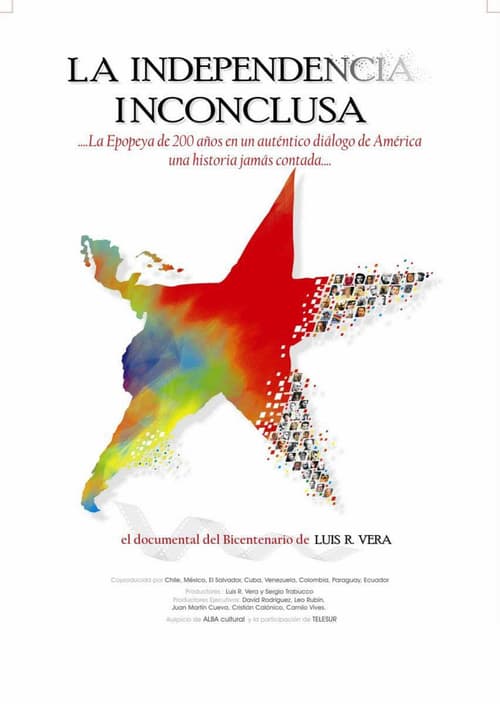 LA INDEPENDENCIA
INCONCLUSA
....La Epopeya de 200 años en un auténtico diálogo de América
una historia jamás contada....
el documental del Bicentenario de LUIS R. VERA
Coproducida por Chile, México, El Salvador, Cuba, Venezuela, Colombia, Paraguay, Ecuador
Productores : Luis R. Vera y Sergio Trabucco
Productores Ejecutivos: David Rodríguez, Leo Rubin,
Juan Martín Cueva, Cristián Calónico, Camilo Vives.
Auspicio de ALBA cultural y la participación de TELESUR